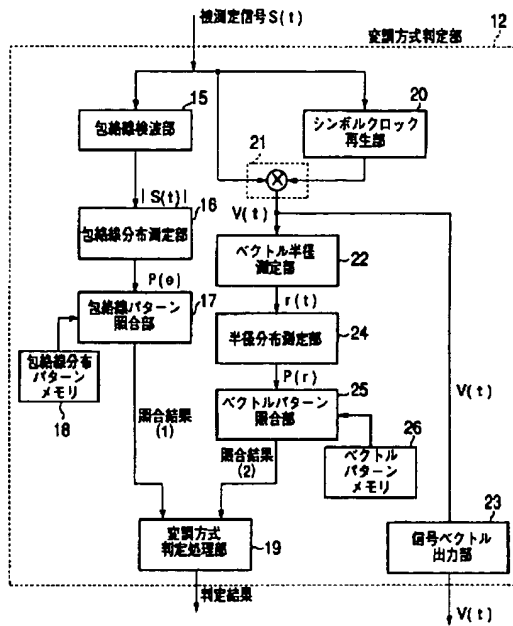 被測定信号S(t)
12
変調方式判定部
15
包絡線検波部
20
シンボルクロック
再生部
21
|S(t)|
16
包絡線分布測定部
V(t)
ベクトル半径
測定部
22
P(e)
包絡線パターン
照合部
17
r(t)
半径分布測定部
24
包絡線分布
パターン
メモリ
18
P(r)
25
ベクトルパターン
照合部
V(t)
照合結果
(1)
照合結果
(2)
26
ベクトル
パターン
メモリ
23
変調方式
判定処理部
19
信号ベクトル
出力部
判定結果
V(t)